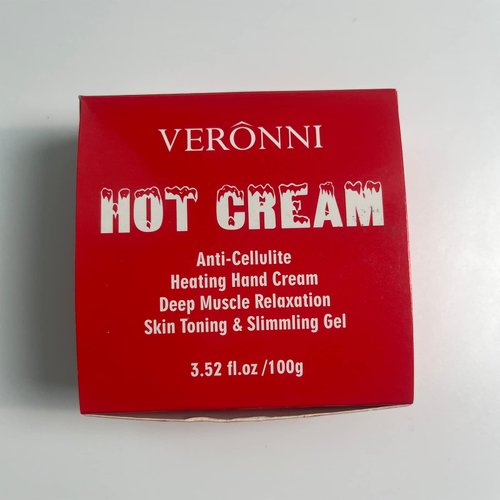 VERÔNNI
HOT CREAM
Anti-Cellulite
Heating Hand Cream
Deep Muscle Relaxation
Skin Toning & Slimmling Gel
3.52 fl.oz /100g